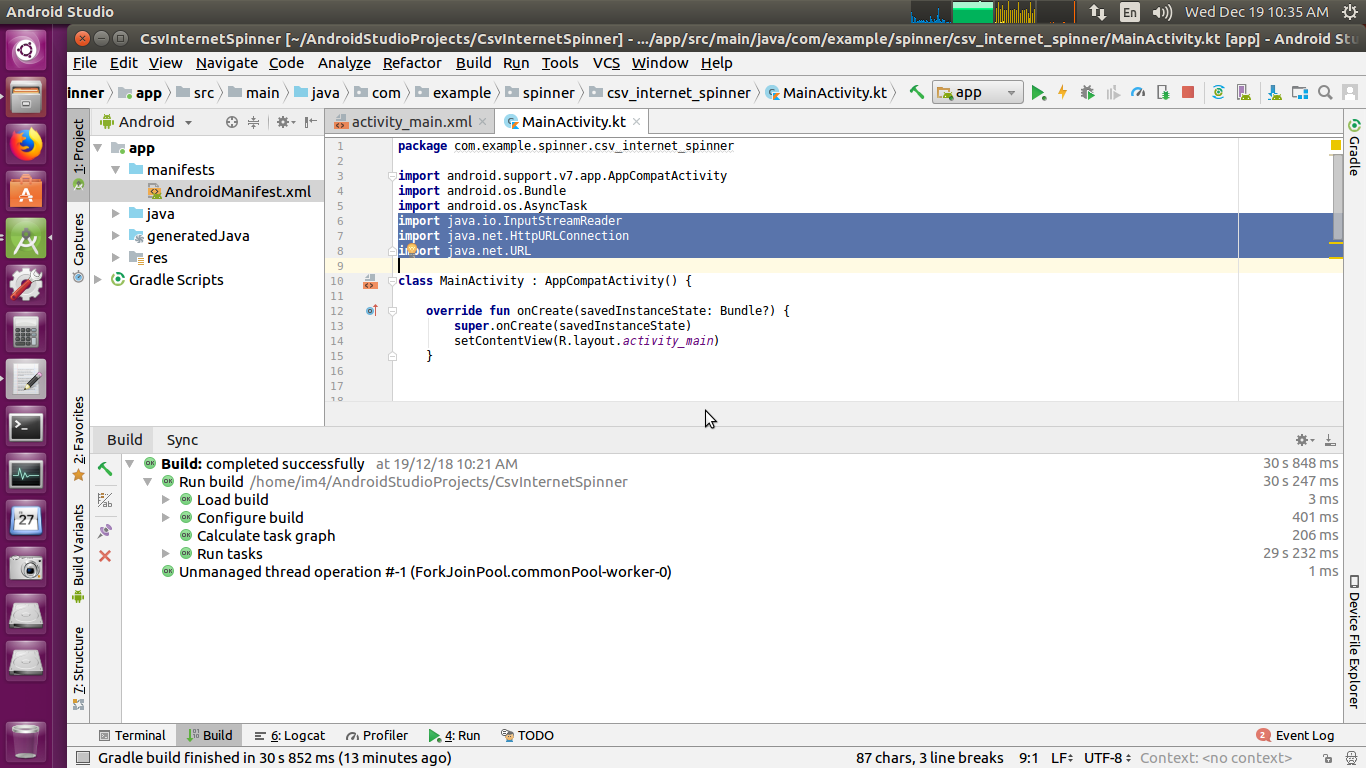 Android Studio
En
Wed Dec 19 10:35 AM
CsvInternetSpinner [~/AndroidStudioProjects/CsvInternetSpinner] - .../app/src/main/java/com/example/spinner/csv_internet_spinner/MainActivity.kt [app] - Android Stu
File Edit View Navigate Code Analyze Refactor Build Run Tools VCS Window Help
inner app src main java com example spinner csv_internet_spinner MainActivity.kt app
1: Project
Captures
2: Favorites
Build Variants
7: Structure
Android
app
manifests
AndroidManifest.xml
java
generatedJava
res
Gradle Scripts
activity_main.xml MainActivity.kt
1 package com.example.spinner.csv_internet_spinner
2
3 import android.support.v7.app.AppCompatActivity
4 import android.os.Bundle
5 import android.os.AsyncTask
6 import java.io.InputStreamReader
7 import java.net.HttpURLConnection
8 import java.net.URL
9
10 class MainActivity : AppCompatActivity() {
11
12 override fun onCreate(savedInstanceState: Bundle?) {
13 super.onCreate(savedInstanceState)
14 setContentView(R.layout.activity_main)
15 }
16
17
18
Gradle
Device File Explorer
Build Sync
Build: completed successfully at 19/12/18 10:21 AM 30 s 848 ms
Run build /home/im4/AndroidStudioProjects/CsvInternetSpinner 30 s 247 ms
Load build 3 ms
Configure build 401 ms
Calculate task graph 206 ms
Run tasks 29 s 232 ms
Unmanaged thread operation #-1 (ForkJoinPool.commonPool-worker-0) 1 ms
27
Terminal Build 6: Logcat Profiler 4: Run TODO 2 Event Log
Gradle build finished in 30 s 852 ms (13 minutes ago) 87 chars, 3 line breaks 9:1 LF UTF-8 Context: <no context>